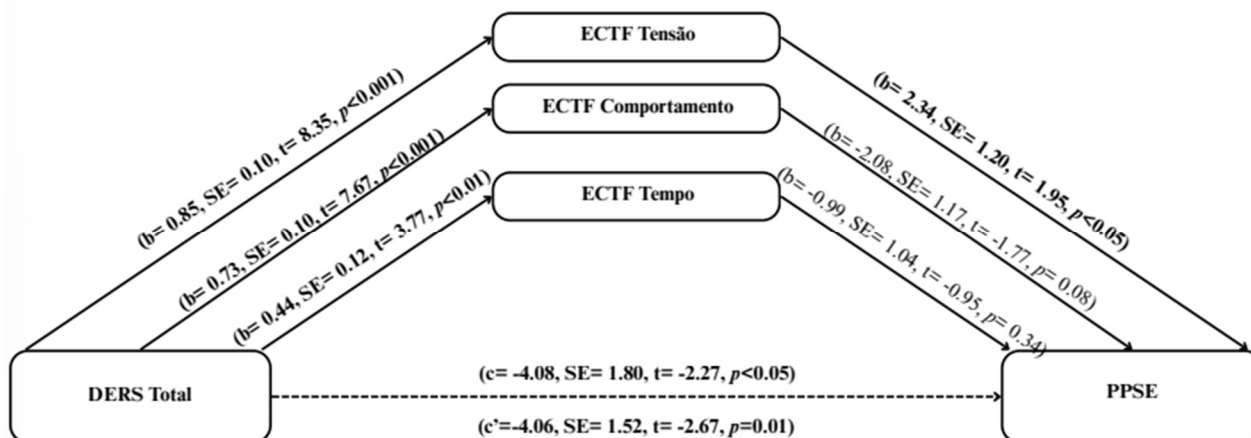 ECTF Tensão
(b= 0.85, SE= 0.10, t= 8.35, p<0.001)
(b= 2.34, SE= 1.20, t= 1.95, p<0.05)
ECTF Comportamento
(b= 0.73, SE= 0.10, t= 7.67, p<0.001)
(b= -2.08, SE= 1.17, t= -1.77, p= 0.08)
ECTF Tempo
(b= 0.44, SE= 0.12, t= 3.77, p<0.01)
(b= -0.99, SE= 1.04, t= -0.95, p= 0.34)
DERS Total
(c= -4.08, SE= 1.80, t= -2.27, p<0.05)
(c’=-4.06, SE= 1.52, t= -2.67, p=0.01)
PPSE